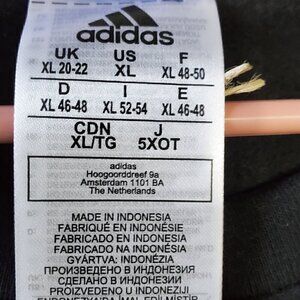 adidas
UK US F
XL 20-22 XL XL 48-50
D I E
XL 46-48 XL 52-54 XL 46-48
CDN J
XL/TG 5XOT
adidas
Hoogoorddreef 9a
Amsterdam 1101 BA
The Netherlands
MADE IN INDONESIA
FABRIQUÉ EN INDONÉSIE
FABRICADO EN INDONESIA
FABRICADO NA INDONÉSIA
GYÁRTVA: INDONÉZIA
ПРОИЗВЕДЕНО В ИНДОНЕЗИЯ
СДЕЛАНО В ИНДОНЕЗИИ
PROIZVEDENO U INDONEZIJI